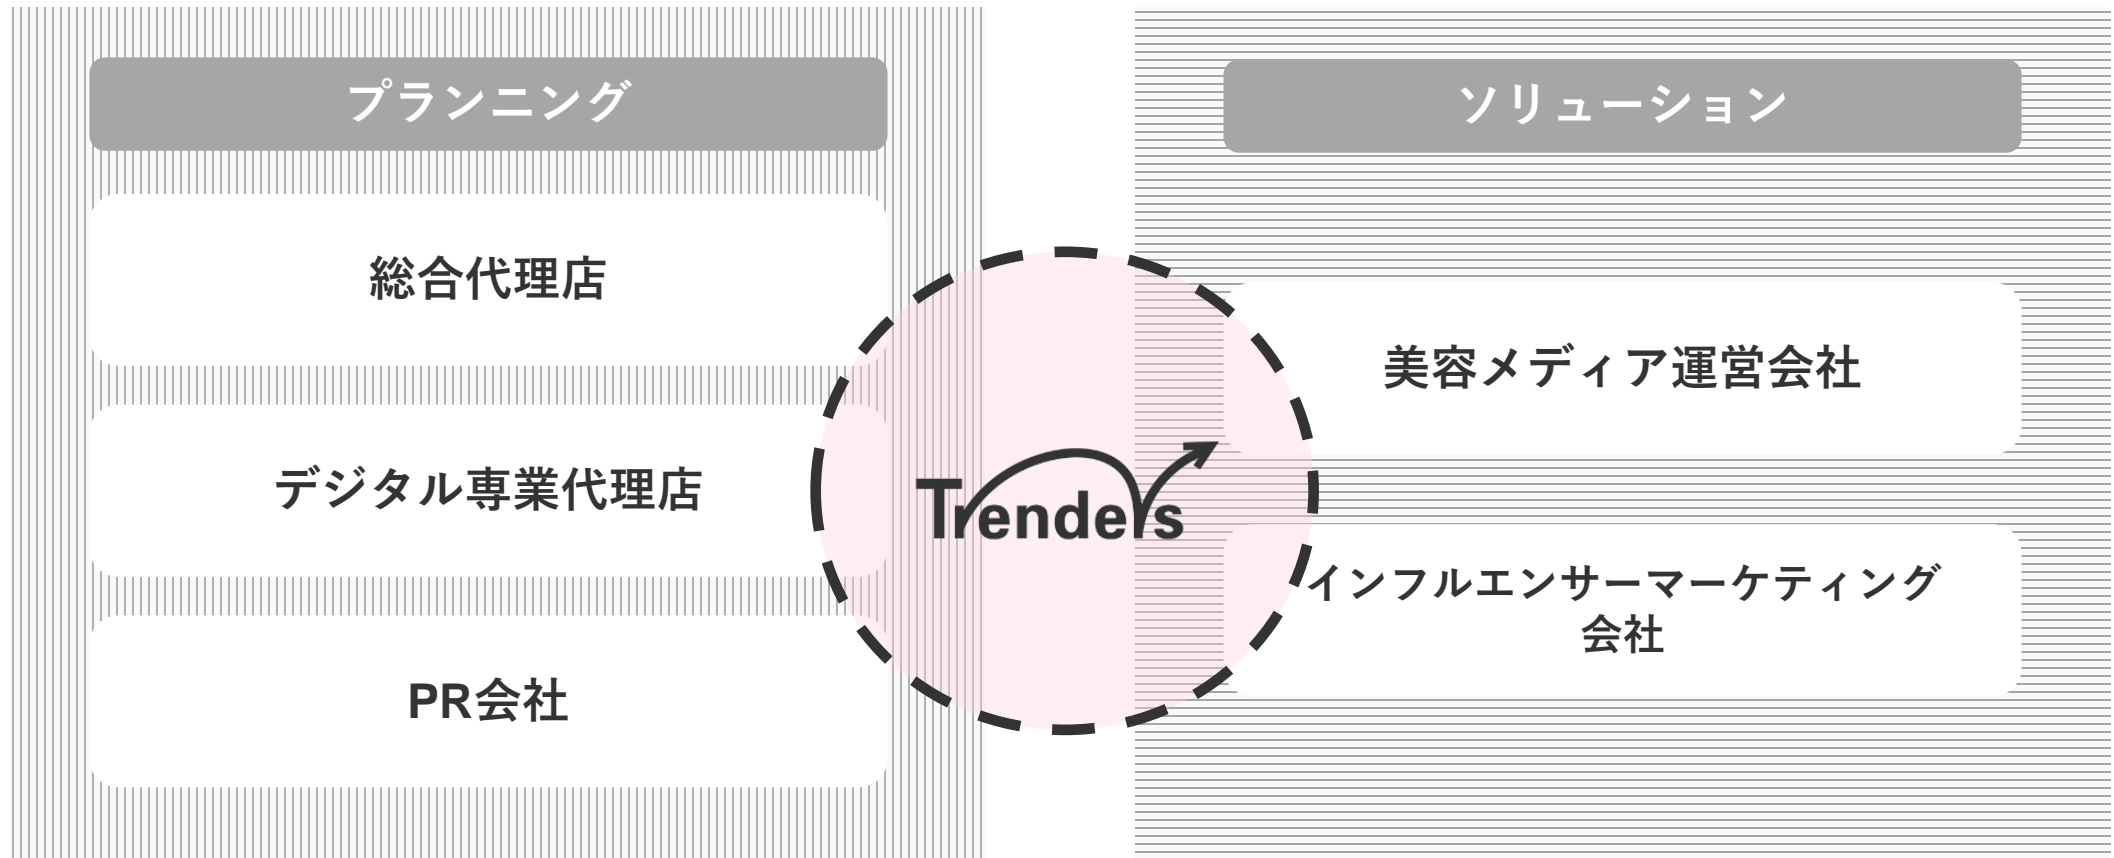 プランニング
総合代理店
デジタル専業代理店
PR会社
Trenders
ソリューション
美容メディア運営会社
インフルエンサーマーケティング
会社